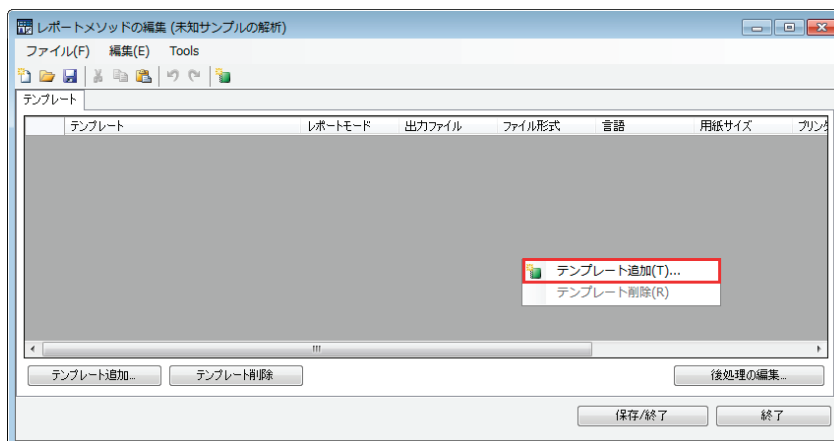 レポートメソッドの編集 (未知サンプルの解析)
ファイル(F) 編集(E) Tools
テンプレート
テンプレート レポートモード 出力ファイル ファイル形式 言語 用紙サイズ プリンタ
テンプレート追加(T)...
テンプレート削除(R)
テンプレート追加... テンプレート削除 後処理の編集...
保存/終了 終了